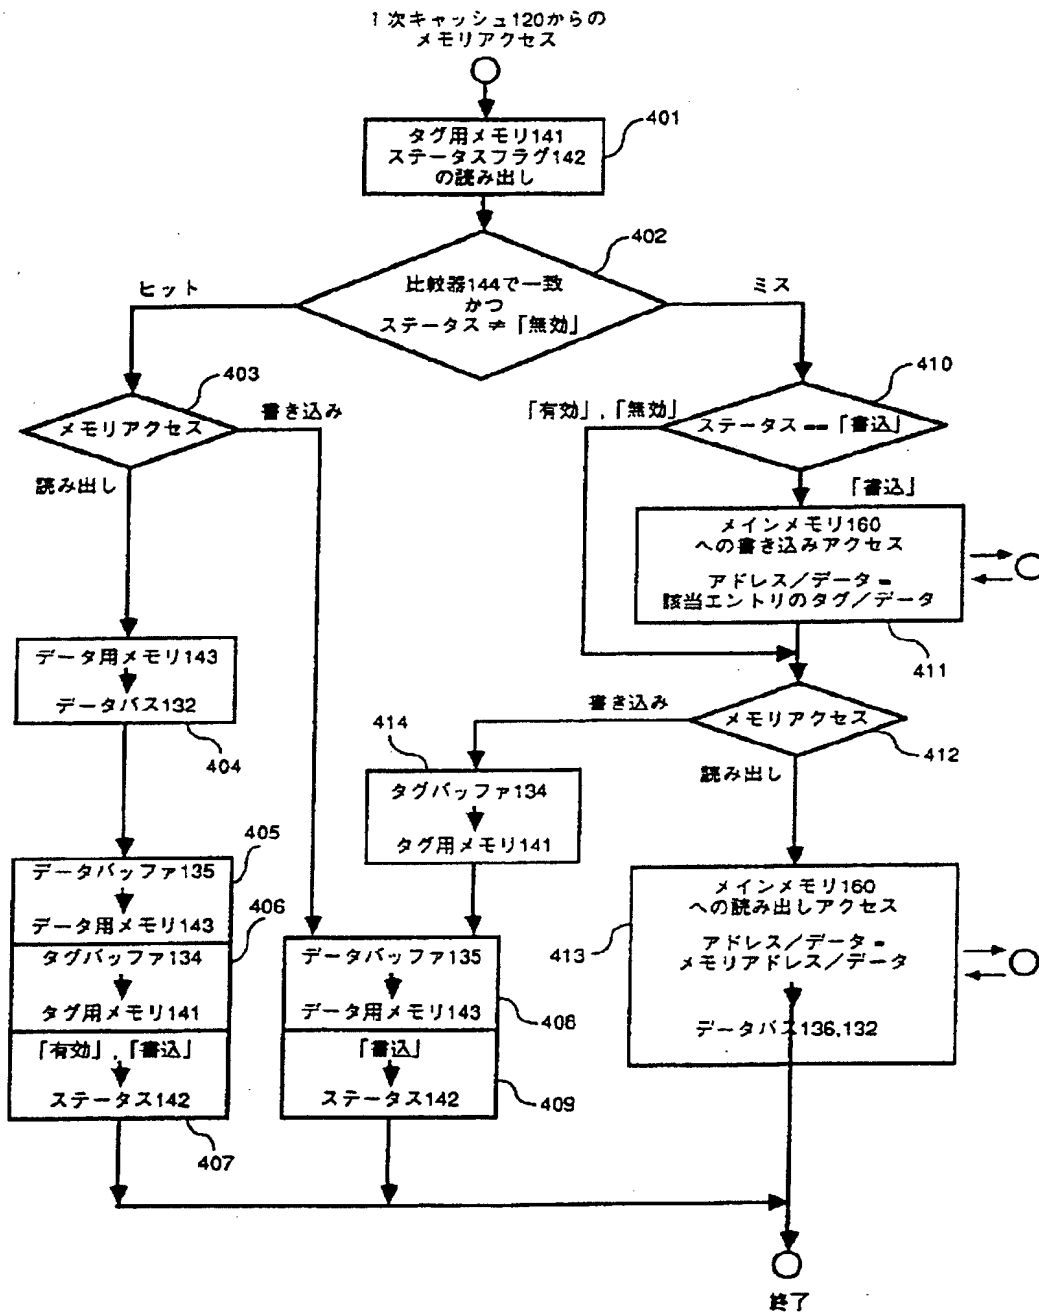 1次キャッシュ120からの
メモリアクセス
401
タグ用メモリ141
ステータスフラグ142
の読み出し
402
比較器144で一致
かつ
ステータス≠「無効」
ヒット
ミス
403
メモリアクセス
書き込み
読み出し
410
「有効」,「無効」
ステータス==「書込」
「書込」
メインメモリ160
への書き込みアクセス
アドレス/データ=
該当エントリのタグ/データ
411
データ用メモリ143
データバス132
404
書き込み
メモリアクセス
412
読み出し
414
タグバッファ134
タグ用メモリ141
405
データバッファ135
データ用メモリ143
406
タグバッファ134
タグ用メモリ141
「有効」,「書込」
ステータス142
407
データバッファ135
データ用メモリ143
408
「書込」
ステータス142
409
413
メインメモリ160
への読み出しアクセス
アドレス/データ=
メモリアドレス/データ
データバス136,132
終了